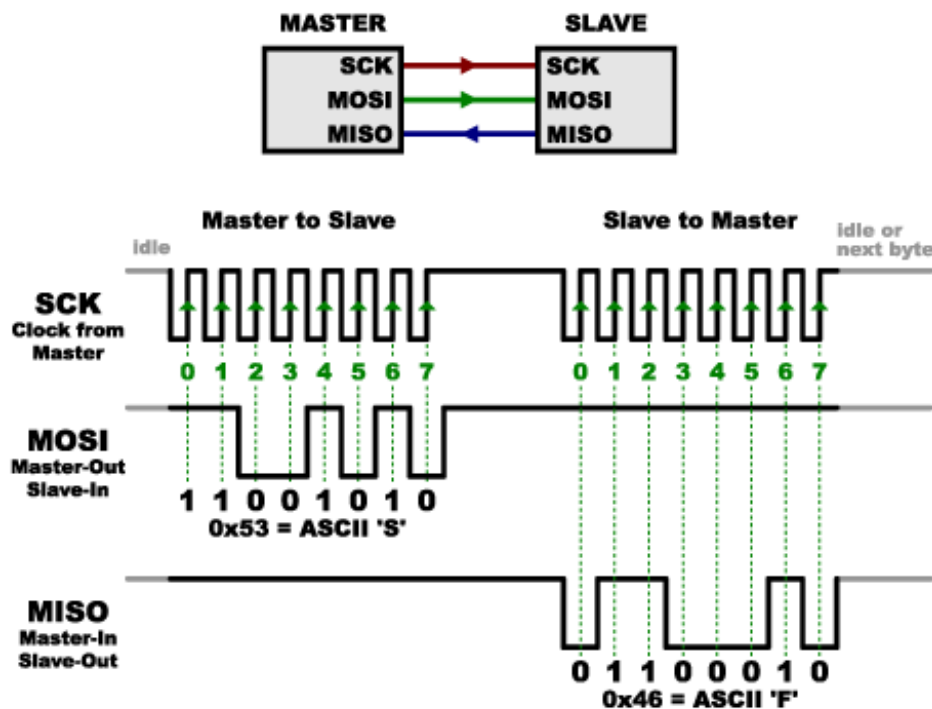 MASTER SLAVE
SCK SCK
MOSI MOSI
MISO MISO
Master to Slave Slave to Master
idle idle or
next byte
SCK
Clock from
Master
0 1 2 3 4 5 6 7 0 1 2 3 4 5 6 7
MOSI
Master-Out
Slave-In
1 1 0 0 1 0 1 0
0x53 = ASCII 'S'
MISO
Master-In
Slave-Out
0 1 1 0 0 0 1 0
0x46 = ASCII 'F'